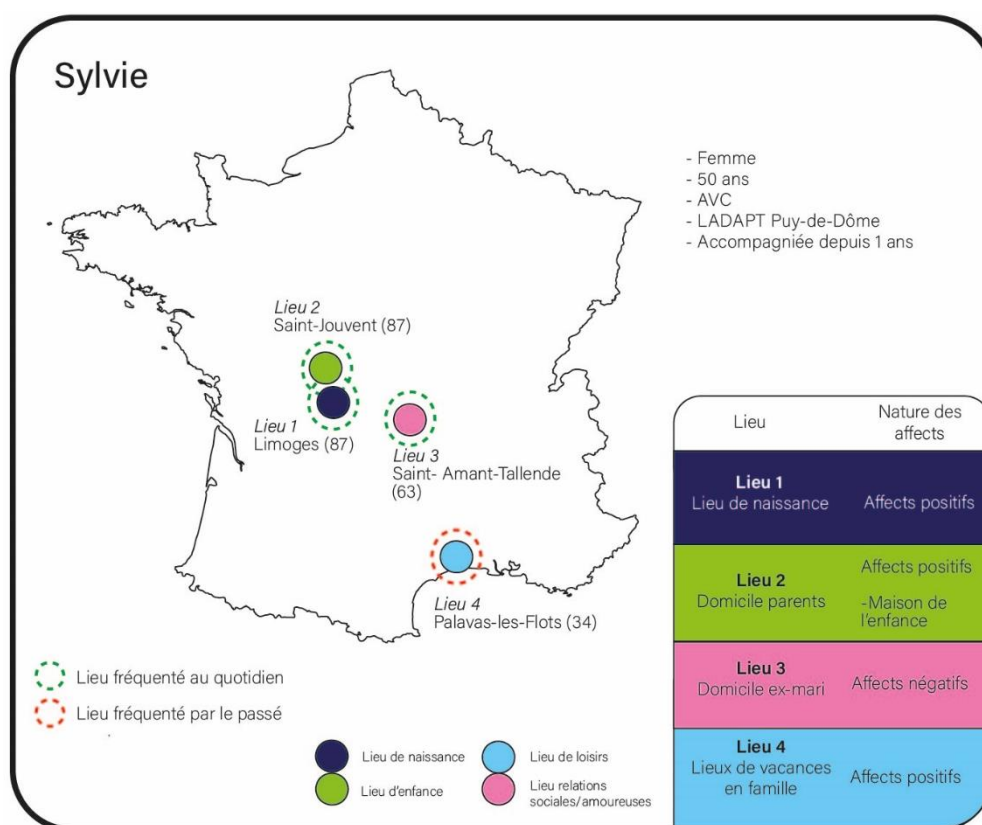 Sylvie
- Femme
- 50 ans
- AVC
- LADAPT Puy-de-Dôme
- Accompagniée depuis 1 ans
Lieu 2
Saint-Jouvent (87)
Lieu 1
Limoges (87)
Lieu 3
Saint- Amant-Tallende
(63)
Lieu 4
Palavas-les-Flots (34)
Lieu fréquenté au quotidien
Lieu fréquenté par le passé
Lieu de naissance
Lieu d'enfance
Lieu de loisirs
Lieu relations
sociales/amoureuses
Lieu
Nature des
affects
Lieu 1
Lieu de naissance
Affects positifs
Lieu 2
Domicile parents
Affects positifs
-Maison de
l'enfance
Lieu 3
Domicile ex-mari
Affects négatifs
Lieu 4
Lieux de vacances
en famille
Affects positifs